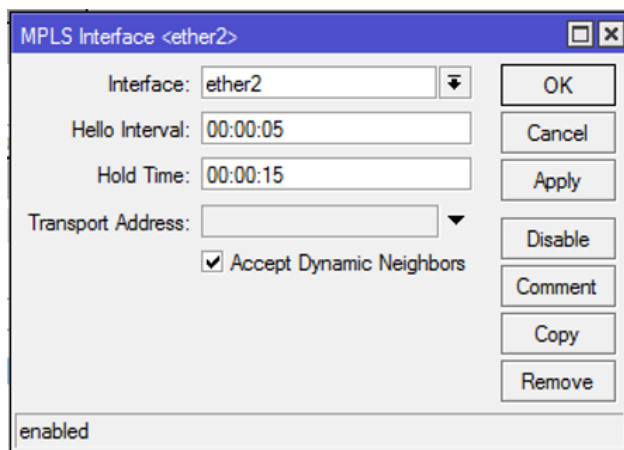 MPLS Interface <ether2>
Interface: ether2
OK
Hello Interval: 00:00:05
Cancel
Hold Time: 00:00:15
Apply
Transport Address:
Disable
Accept Dynamic Neighbors
Comment
Copy
Remove
enabled